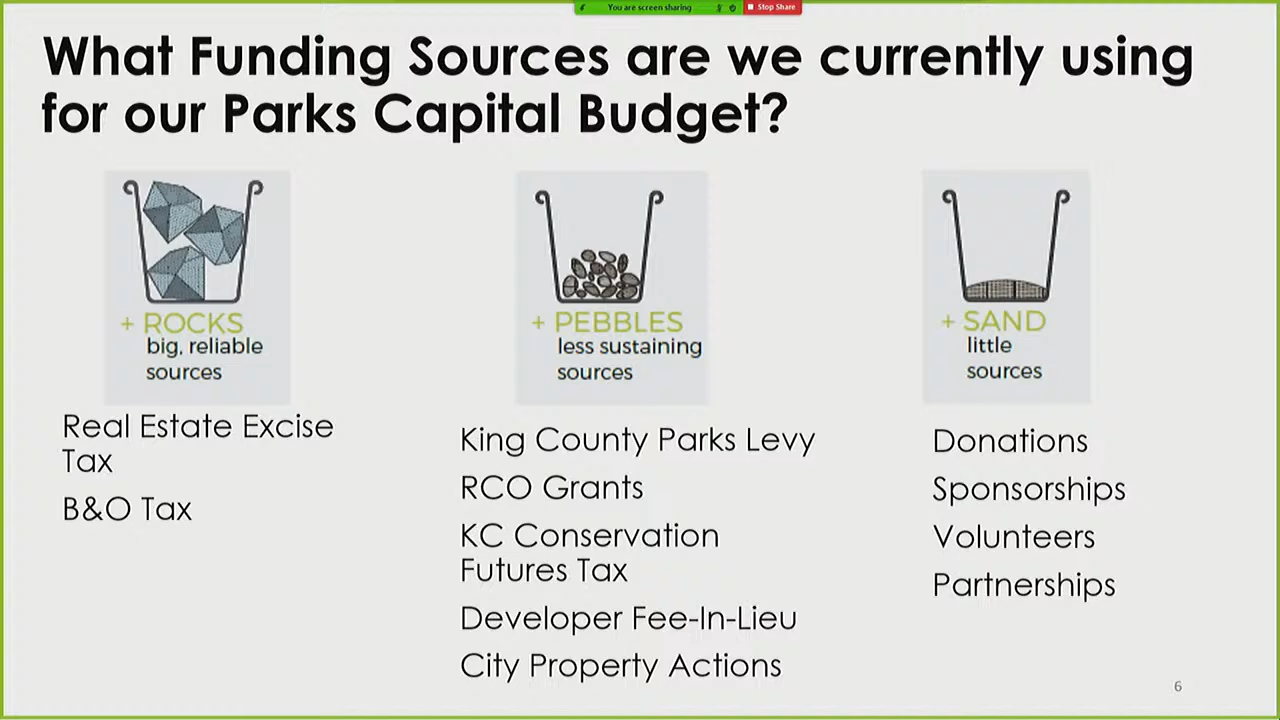 You are screen sharing
Stop Share
What Funding Sources are we currently using
for our Parks Capital Budget?
+ ROCKS
big, reliable
sources
Real Estate Excise
Tax
B&O Tax
+ PEBBLES
less sustaining
sources
King County Parks Levy
RCO Grants
KC Conservation
Futures Tax
Developer Fee-In-Lieu
City Property Actions
+ SAND
little
sources
Donations
Sponsorships
Volunteers
Partnerships
6